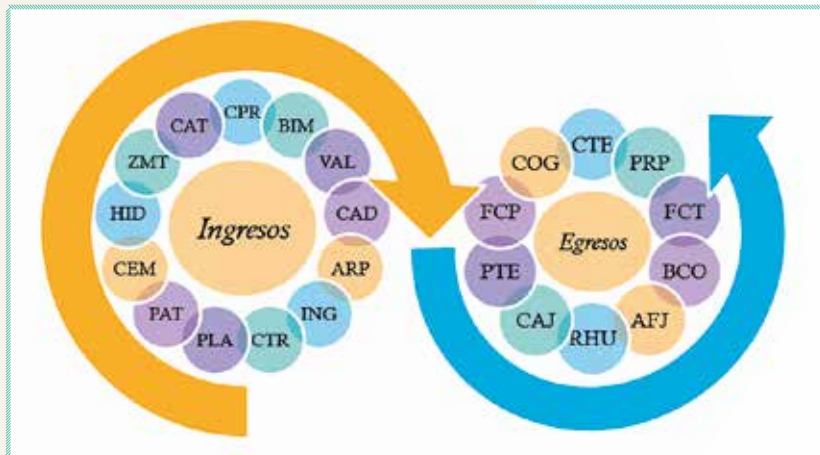 CPR
BIM
VAL
CAD
ARP
ING
CTR
PLA
PAT
CEM
HID
ZMT
CAT
Ingresos
CTE
PRP
FCT
BCO
AFJ
RHU
CAJ
PTE
FCP
COG
Egresos